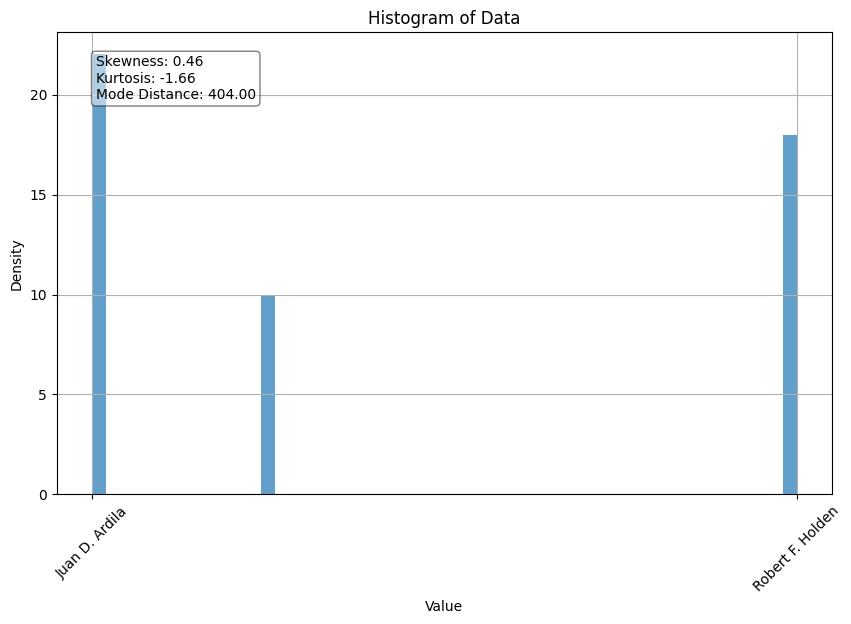 Histogram of Data
Skewness: 0.46
Kurtosis: -1.66
Mode Distance: 404.00
20
15
10
5
0
Density
Juan D. Ardila
Robert F. Holden
Value